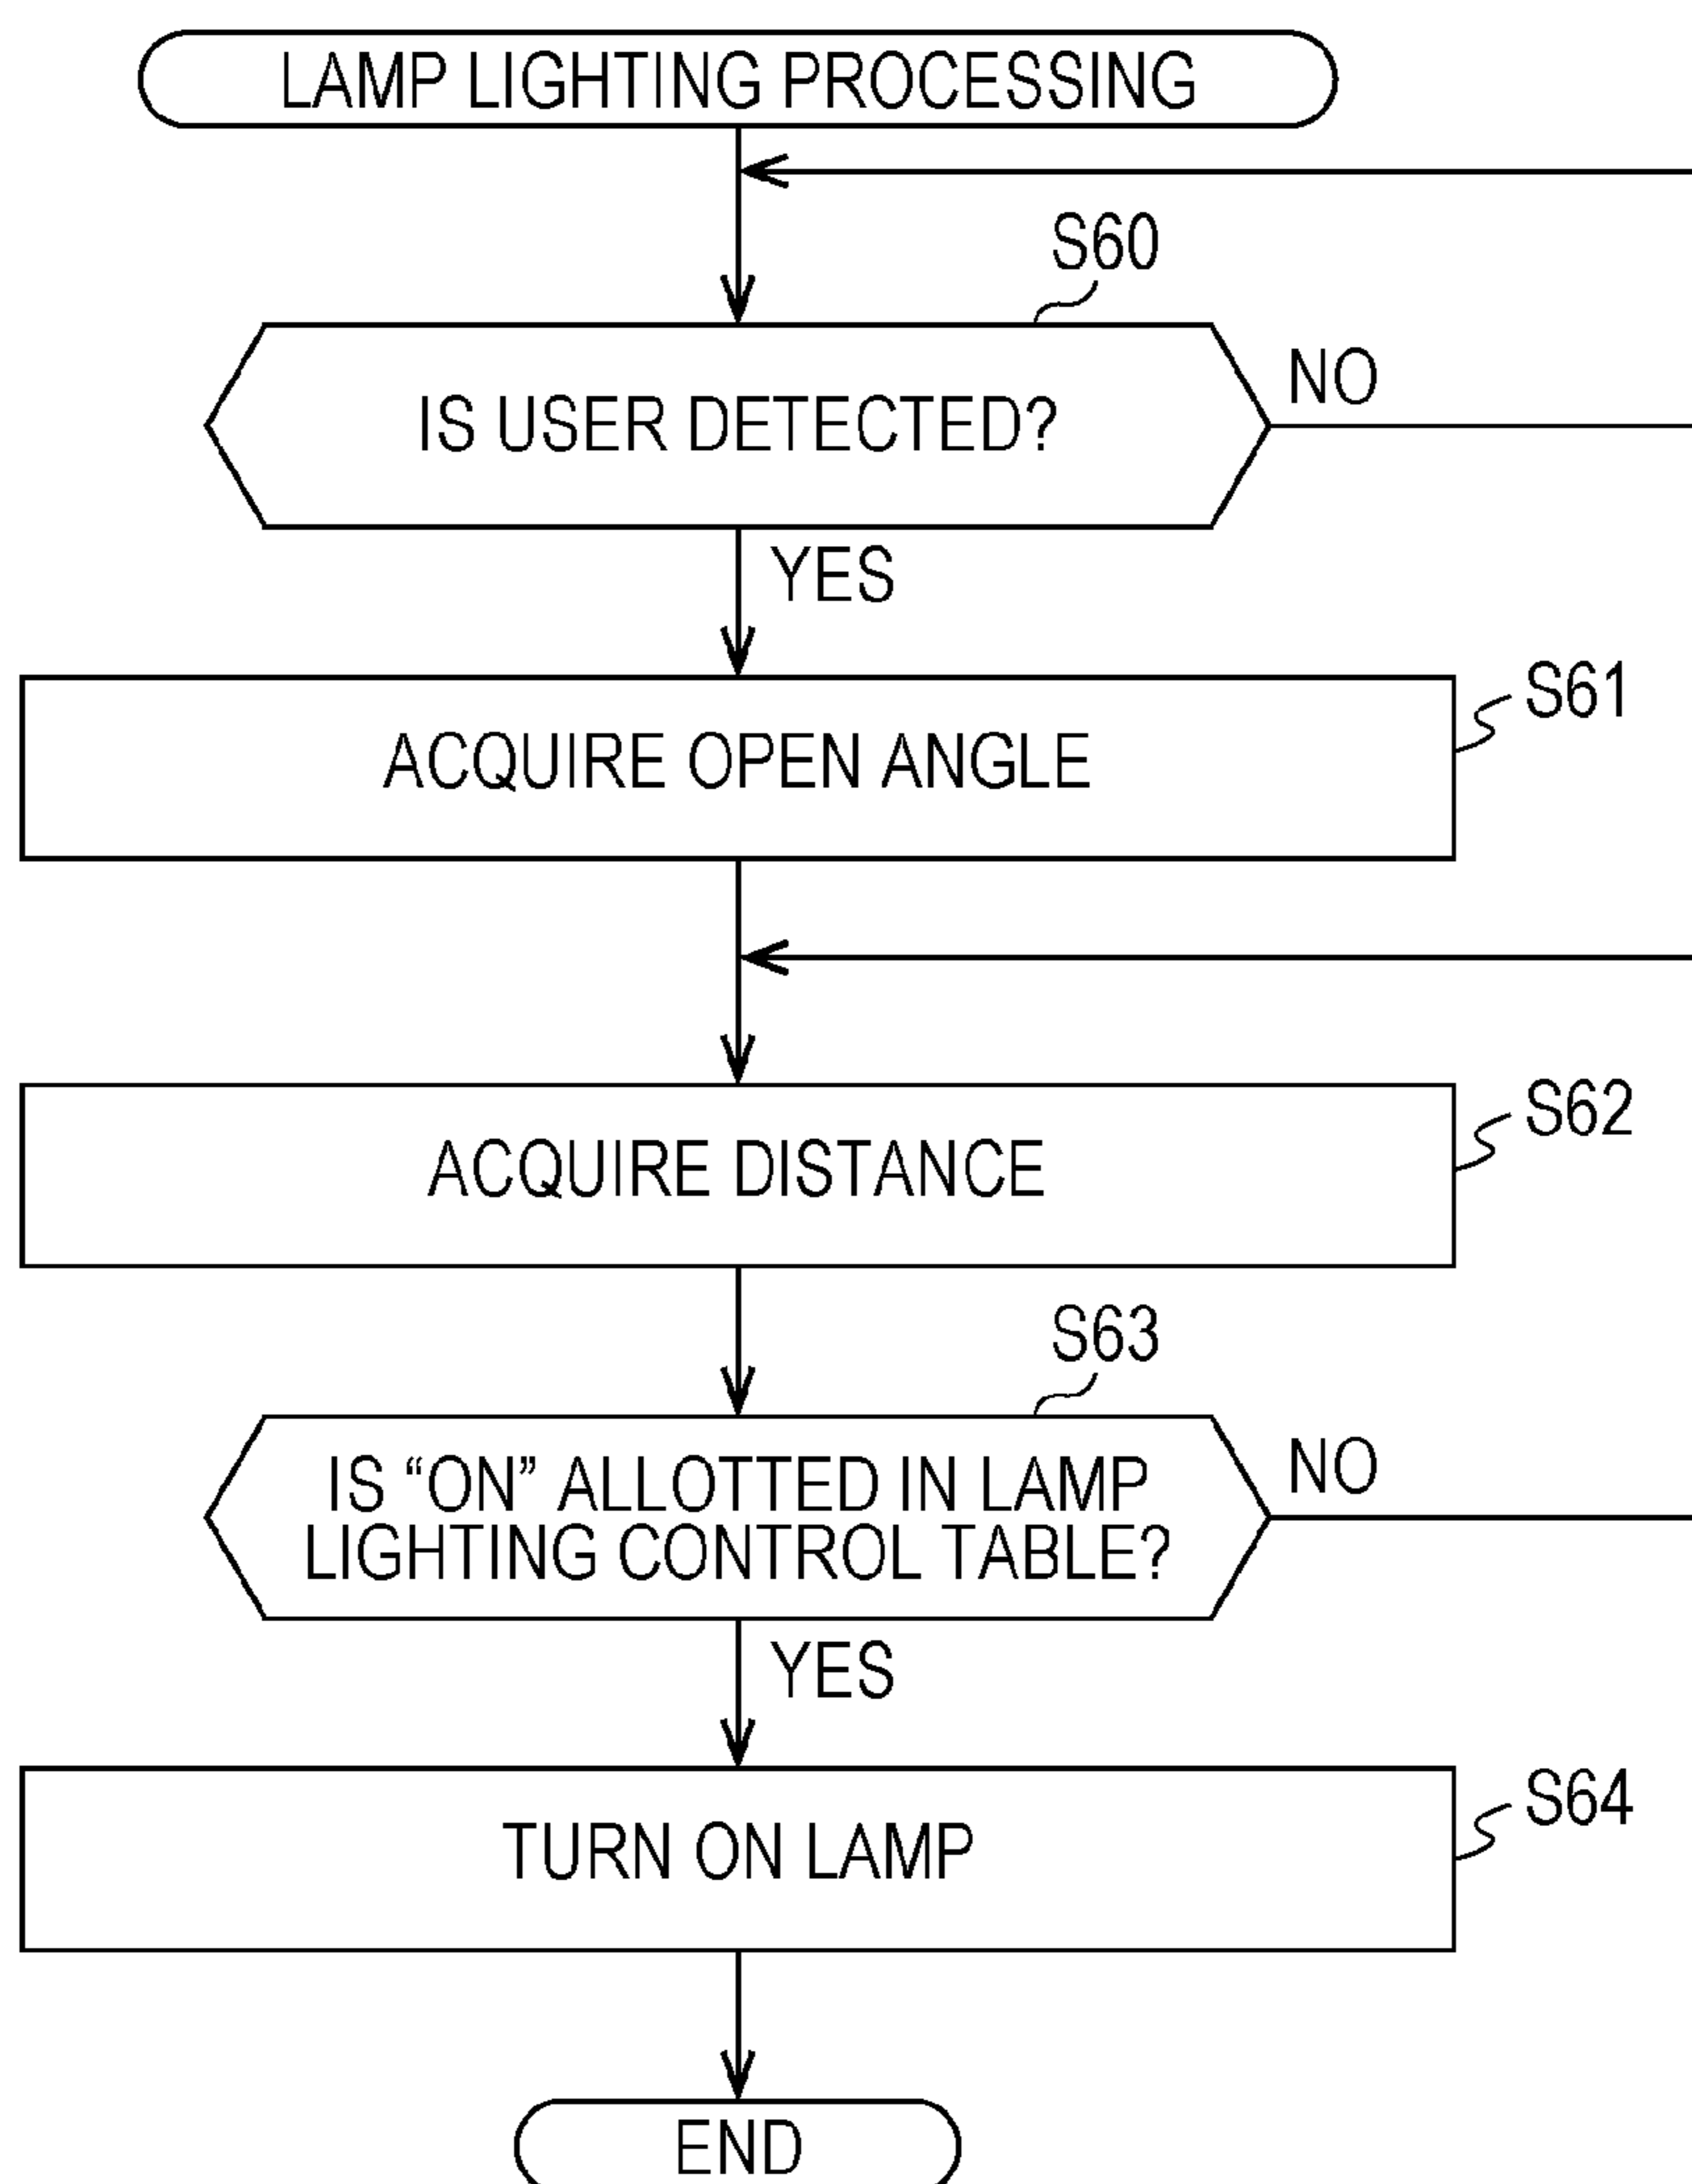 LAMP LIGHTING PROCESSING
S60
IS USER DETECTED?
NO
YES
S61
ACQUIRE OPEN ANGLE
S62
ACQUIRE DISTANCE
S63
IS “ON” ALLOTTED IN LAMP
LIGHTING CONTROL TABLE?
NO
YES
S64
TURN ON LAMP
END